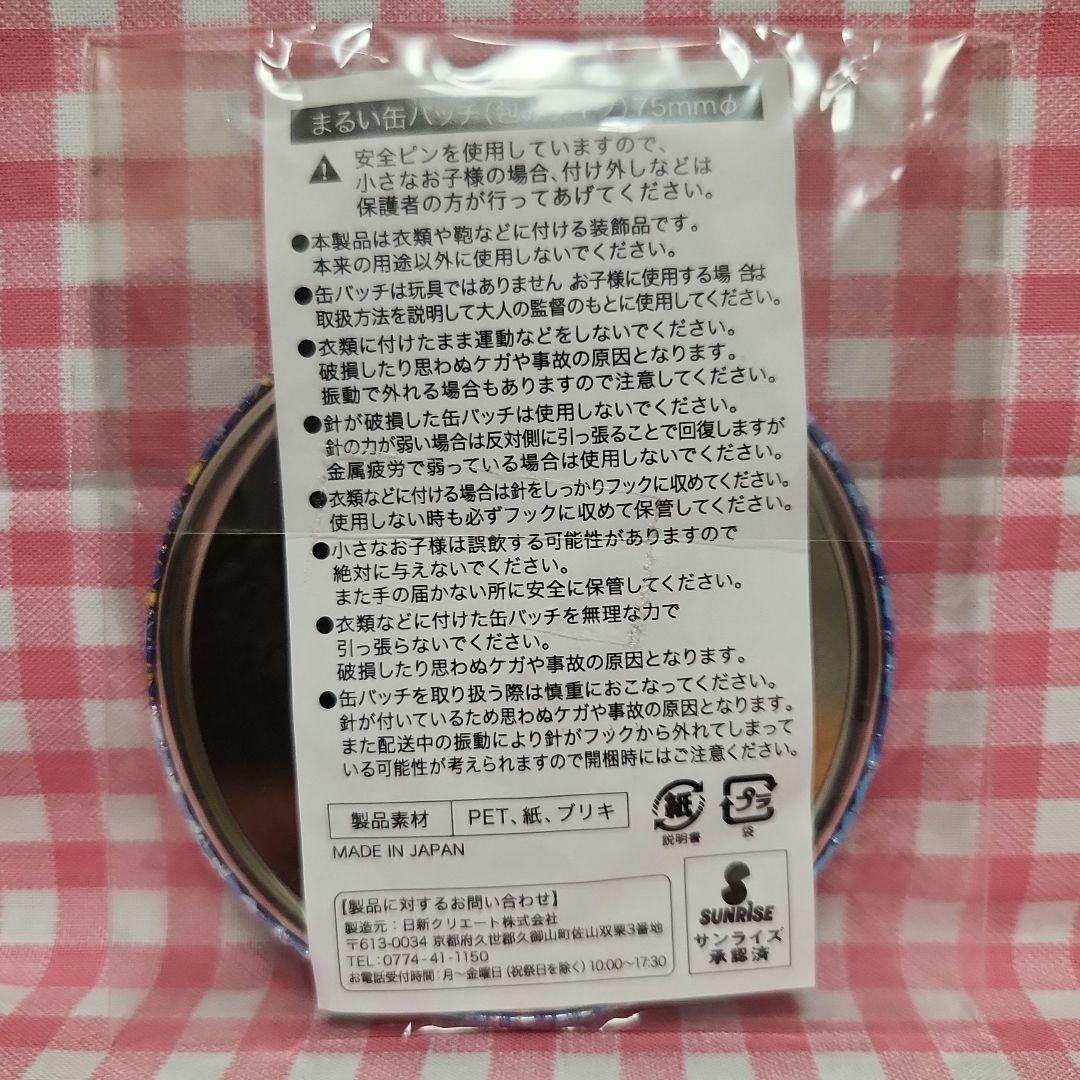 まるい缶バッチ(包みタイプ)75mmφ
安全ピンを使用していますので、
小さなお子様の場合、付け外しなどは
保護者の方が行ってあげてください。
●本製品は衣類や鞄などに付ける装飾品です。
本来の用途以外に使用しないでください。
●缶バッチは玩具ではありません お子様に使用する場 合は
取扱方法を説明して大人の監督のもとに使用してください。
●衣類に付けたまま運動などをしないでください。
破損したり思わぬケガや事故の原因となります。
振動で外れる場合もありますので注意してください。
●針が破損した缶バッチは使用しないでください。
針の力が弱い場合は反対側に引っ張ることで回復しますが
金属疲労で弱っている場合は使用しないでください。
●衣類などに付ける場合は針をしっかりフックに収めてください。
使用しない時も必ずフックに収めて保管してください。
●小さなお子様は誤飲する可能性がありますので
絶対に与えないでください。
また手の届かない所に安全に保管してください。
●衣類などに付けた缶バッチを無理な力で
引っ張らないでください。
破損したり思わぬケガや事故の原因となります。
●缶バッチを取り扱う際は慎重におこなってください。
針が付いているため思わぬケガや事故の原因となります。
また配送中の振動により針がフックから外れてしまって
いる可能性が考えられますので開梱時にはご注意ください。
製品素材 PET、紙、ブリキ
紙 プラ
説明書 袋
MADE IN JAPAN
【製品に対するお問い合わせ】
製造元:日新クリエート株式会社
〒613-0034 京都府久世郡久御山町佐山双栗3番地
TEL:0774-41-1150
お電話受付時間:月〜金曜日(祝祭日を除く)10:00〜17:30
SUNRISE
サンライズ
承認済